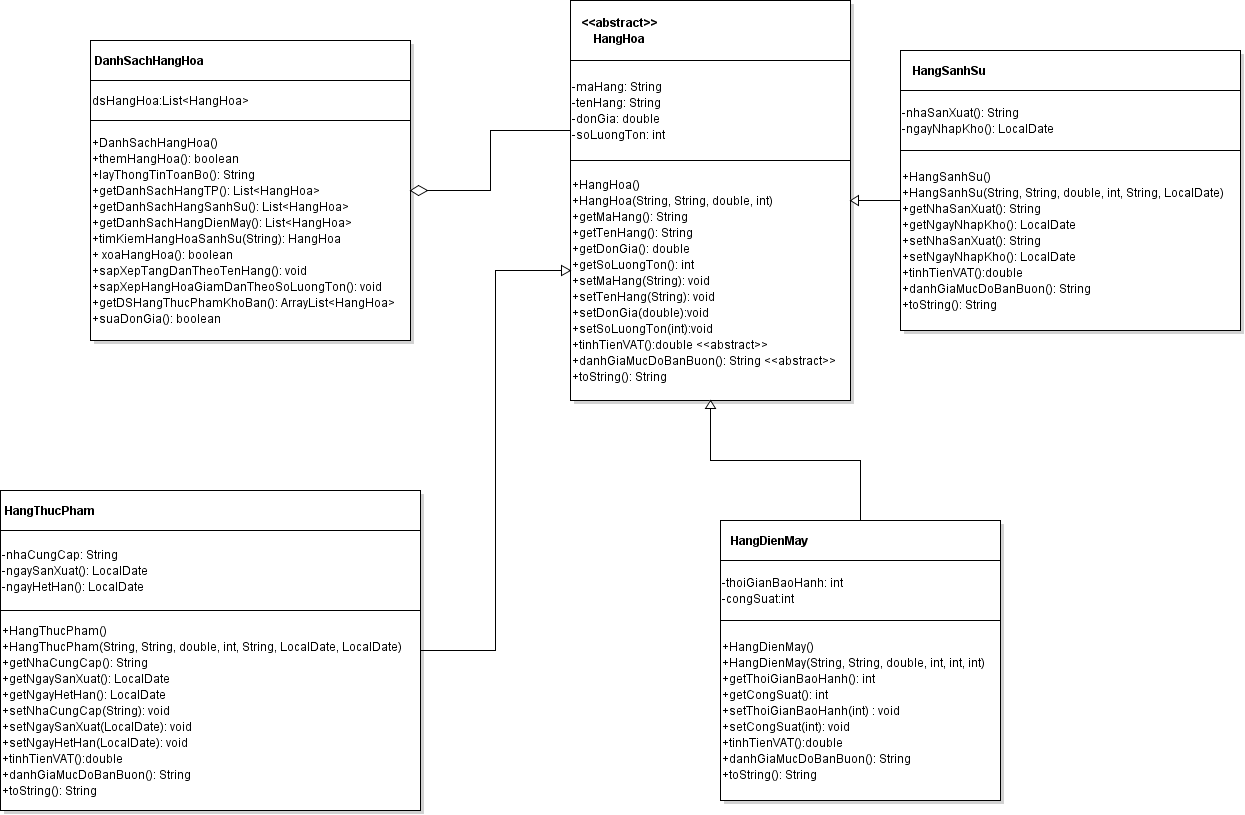 DanhSachHangHoa
dsHangHoa:List<HangHoa>
+DanhSachHangHoa()
+themHangHoa(): boolean
+layThongTinToanBo(): String
+getDanhSachHangTP(): List<HangHoa>
+getDanhSachHangSanhSu(): List<HangHoa>
+getDanhSachHangDienMay(): List<HangHoa>
+timKiemHangHoaSanhSu(String): HangHoa
+ xoaHangHoa(): boolean
+sapXepTangDanTheoTenHang(): void
+sapXepHangHoaGiamDanTheoSoLuongTon(): void
+getDSHangThucPhamKhoBan(): ArrayList<HangHoa>
+suaDonGia(): boolean
<<abstract>>
HangHoa
-maHang: String
-tenHang: String
-donGia: double
-soLuongTon: int
+HangHoa()
+HangHoa(String, String, double, int)
+getMaHang(): String
+getTenHang(): String
+getDonGia(): double
+getSoLuongTon(): int
+setMaHang(String): void
+setTenHang(String): void
+setDonGia(double):void
+setSoLuongTon(int):void
+tinhTienVAT():double <<abstract>>
+danhGiaMucDoBanBuon(): String <<abstract>>
+toString(): String
HangSanhSu
-nhaSanXuat(): String
-ngayNhapKho(): LocalDate
+HangSanhSu()
+HangSanhSu(String, String, double, int, String, LocalDate)
+getNhaSanXuat(): String
+getNgayNhapKho(): LocalDate
+setNhaSanXuat(): String
+setNgayNhapKho(): LocalDate
+tinhTienVAT():double
+danhGiaMucDoBanBuon(): String
+toString(): String
HangThucPham
-nhaCungCap: String
-ngaySanXuat(): LocalDate
-ngayHetHan(): LocalDate
+HangThucPham()
+HangThucPham(String, String, double, int, String, LocalDate, LocalDate)
+getNhaCungCap(): String
+getNgaySanXuat(): LocalDate
+getNgayHetHan(): LocalDate
+setNhaCungCap(String): void
+setNgaySanXuat(LocalDate): void
+setNgayHetHan(LocalDate): void
+tinhTienVAT():double
+danhGiaMucDoBanBuon(): String
+toString(): String
HangDienMay
-thoiGianBaoHanh: int
-congSuat:int
+HangDienMay()
+HangDienMay(String, String, double, int, int, int)
+getThoiGianBaoHanh(): int
+getCongSuat(): int
+setThoiGianBaoHanh(int) : void
+setCongSuat(int): void
+tinhTienVAT():double
+danhGiaMucDoBanBuon(): String
+toString(): String